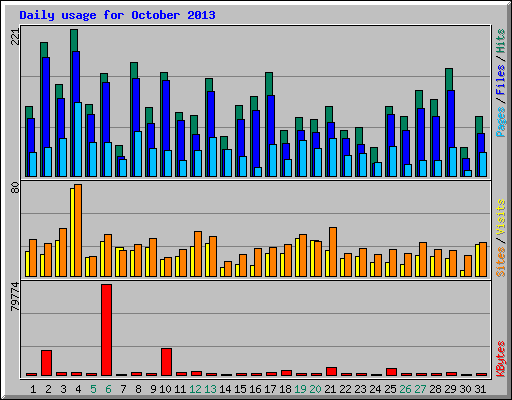 Daily usage for October 2013
221
Pages / Files / Hits
80
Sites / Visits
79774
KBytes
1 2 3 4 5 6 7 8 9 10 11 12 13 14 15 16 17 18 19 20 21 22 23 24 25 26 27 28 29 30 31